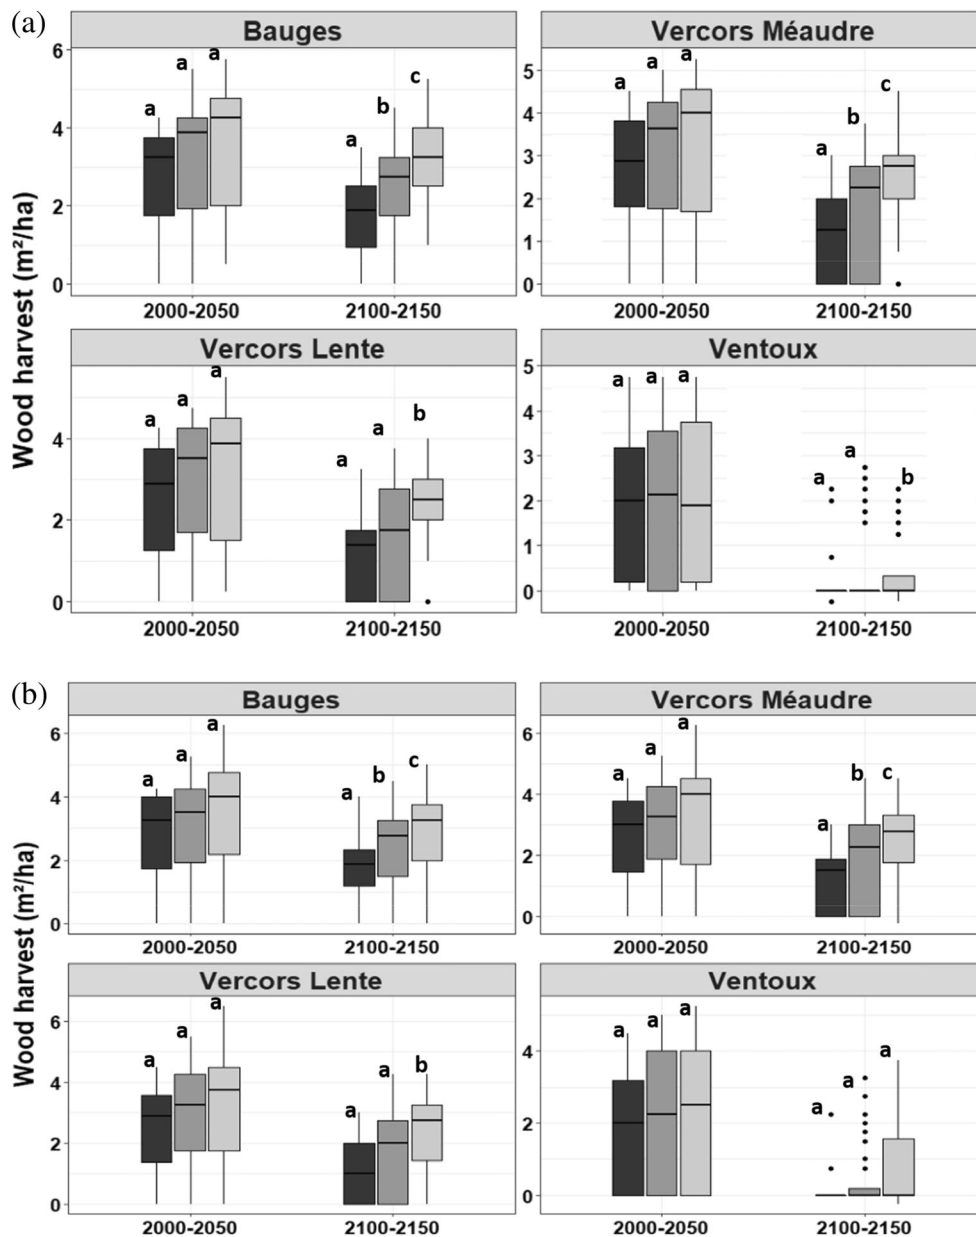 (a)
Bauges
Vercors Méaudre
Wood harvest (m²/ha)
6
4
2
0
a
a
a
a
b
c
2000-2050
2100-2150
5
4
3
2
1
0
a
a
a
a
b
c
2000-2050
2100-2150
Vercors Lente
Ventoux
4
2
0
a
a
a
a
a
b
2000-2050
2100-2150
5
4
3
2
1
0
a
a
a
a
a
b
2000-2050
2100-2150
(b)
Bauges
Vercors Méaudre
Wood harvest (m²/ha)
6
4
2
0
a
a
a
a
b
c
2000-2050
2100-2150
6
4
2
0
a
a
a
a
b
c
2000-2050
2100-2150
Vercors Lente
Ventoux
6
4
2
0
a
a
a
a
a
b
2000-2050
2100-2150
4
2
0
a
a
a
a
a
a
2000-2050
2100-2150